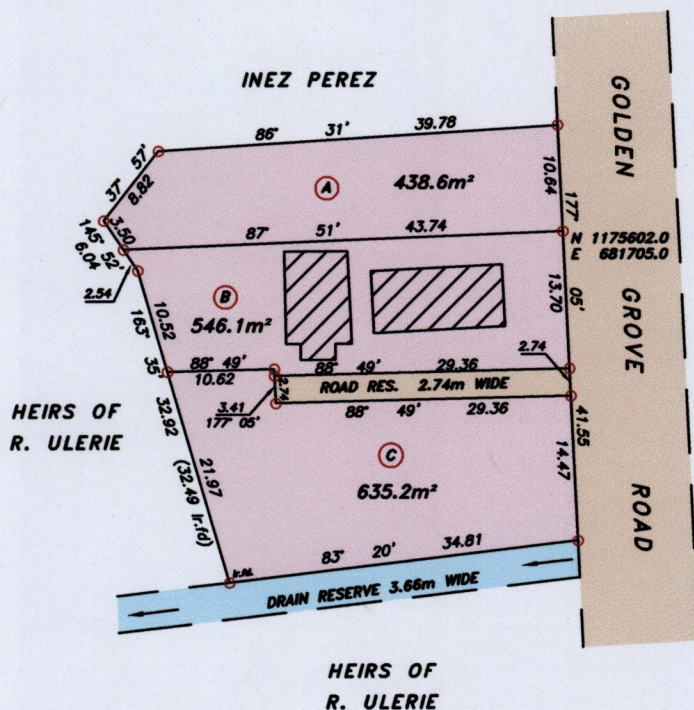 INEZ PEREZ
86° 31' 39.78
37° 57'
8.82
A 438.6m²
10.64
177°
GOLDEN
145° 52'
3.50
6.04
2.54
87° 51' 43.74
N 1175602.0
E 681705.0
B
546.1m²
13.70
05'
GROVE
163° 35'
10.52
88° 49'
10.62
88° 49' 29.36
2.74
2.74
ROAD RES. 2.74m WIDE
3.41
177° 05'
88° 49' 29.36
41.55
HEIRS OF
R. ULERIE
32.92
21.97
(32.49 Ir.fd)
C
635.2m²
14.47
ROAD
Ir.fd.
83° 20' 34.81
DRAIN RESERVE 3.66m WIDE
HEIRS OF
R. ULERIE